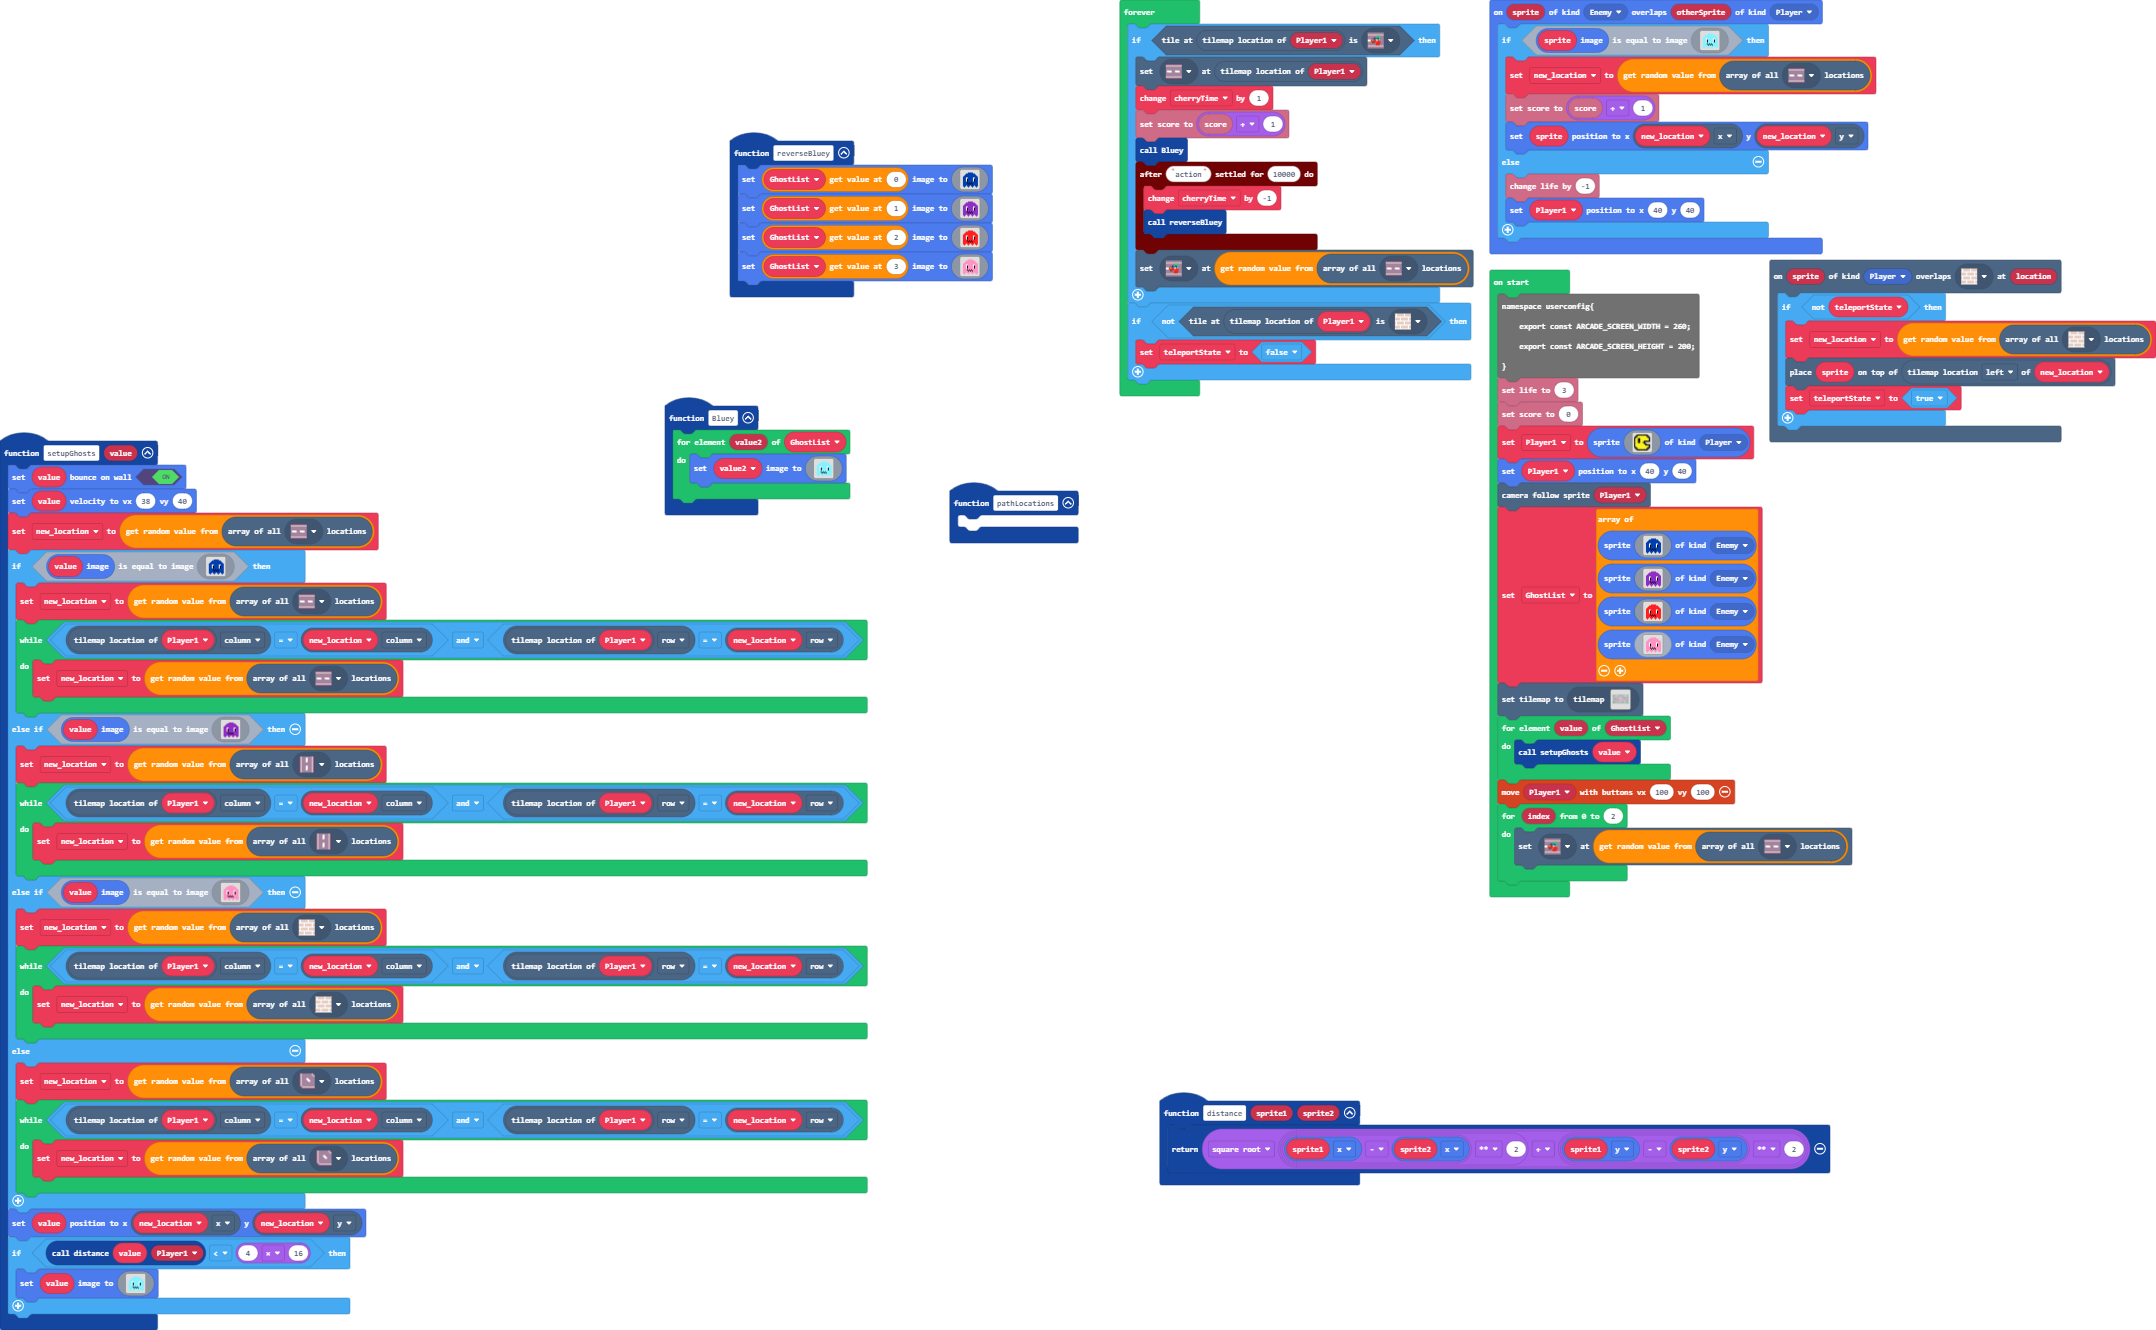 function setupGhosts value
set value bounce on wall ON
set value velocity to vx 38 vy 40
set new_location to get random value from array of all locations
if value image is equal to image then
set new_location to get random value from array of all locations
while tilemap location of Player1 column = new_location column and tilemap location of Player1 row = new_location row
do
set new_location to get random value from array of all locations
else if value image is equal to image then
set new_location to get random value from array of all locations
while tilemap location of Player1 column = new_location column and tilemap location of Player1 row = new_location row
do
set new_location to get random value from array of all locations
else if value image is equal to image then
set new_location to get random value from array of all locations
while tilemap location of Player1 column = new_location column and tilemap location of Player1 row = new_location row
do
set new_location to get random value from array of all locations
else
set new_location to get random value from array of all locations
while tilemap location of Player1 column = new_location column and tilemap location of Player1 row = new_location row
do
set new_location to get random value from array of all locations
set value position to x new_location x y new_location y
if call distance value Player1 < 4 × 16 then
set value image to
function reverseBluey
set GhostList get value at 0 image to
set GhostList get value at 1 image to
set GhostList get value at 2 image to
set GhostList get value at 3 image to
function Bluey
for element value2 of GhostList
do
set value2 image to
function pathLocations
forever
if tile at tilemap location of Player1 is then
set at tilemap location of Player1
change cherryTime by 1
set score to score + 1
call Bluey
after "action" settled for 10000 do
change cherryTime by -1
call reverseBluey
set at get random value from array of all locations
if not tile at tilemap location of Player1 is then
set teleportState to false
on sprite of kind Enemy overlaps otherSprite of kind Player
if sprite image is equal to image then
set new_location to get random value from array of all locations
set score to score + 1
set sprite position to x new_location x y new_location y
else
change life by -1
set Player1 position to x 40 y 40
on start
namespace userconfig{
export const ARCADE_SCREEN_WIDTH = 260;
export const ARCADE_SCREEN_HEIGHT = 200;
}
set life to 3
set score to 0
set Player1 to sprite of kind Player
set Player1 position to x 40 y 40
camera follow sprite Player1
set GhostList to array of
sprite of kind Enemy
sprite of kind Enemy
sprite of kind Enemy
sprite of kind Enemy
set tilemap to tilemap
for element value of GhostList
do
call setupGhosts value
move Player1 with buttons vx 100 vy 100
for index from 0 to 2
do
set at get random value from array of all locations
on sprite of kind Player overlaps at location
if not teleportState then
set new_location to get random value from array of all locations
place sprite on top of tilemap location left of new_location
set teleportState to true
function distance sprite1 sprite2
return square root sprite1 x - sprite2 x ** 2 + sprite1 y - sprite2 y ** 2